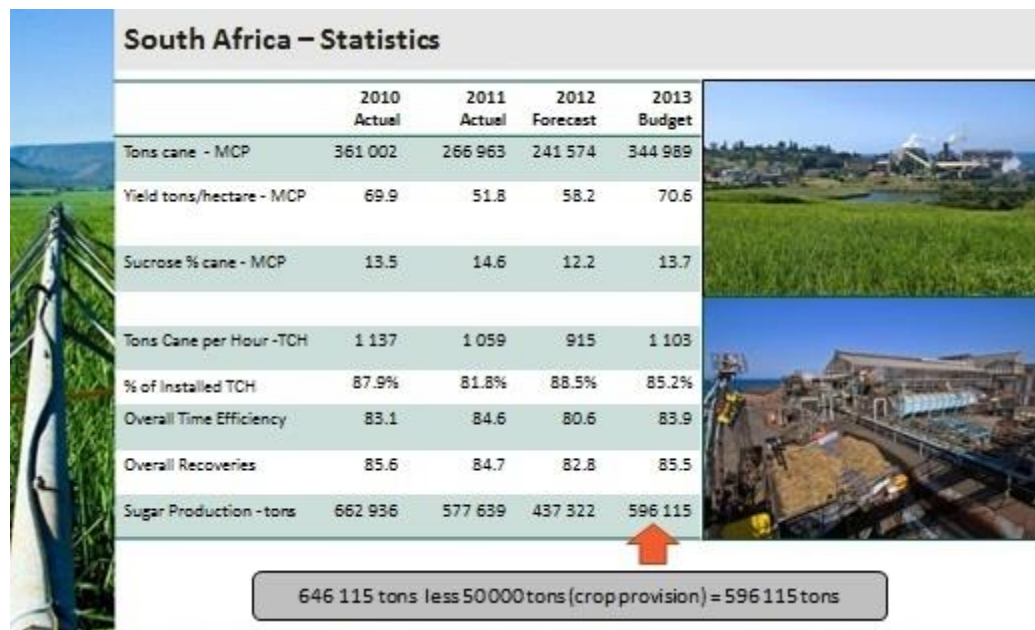 South Africa – Statistics
2010 2011 2012 2013
Actual Actual Forecast Budget
Tons cane - MCP 361 002 266 963 241 574 344 989
Yield tons/hectare - MCP 69.9 51.8 58.2 70.6
Sucrose % cane - MCP 13.5 14.6 12.2 13.7
Tons Cane per Hour -TCH 1 137 1 059 915 1 103
% of Installed TCH 87.9% 81.8% 88.5% 85.2%
Overall Time Efficiency 83.1 84.6 80.6 83.9
Overall Recoveries 85.6 84.7 82.8 85.5
Sugar Production - tons 662 936 577 639 437 322 596 115
646 115 tons less 50 000 tons (crop provision) = 596 115 tons